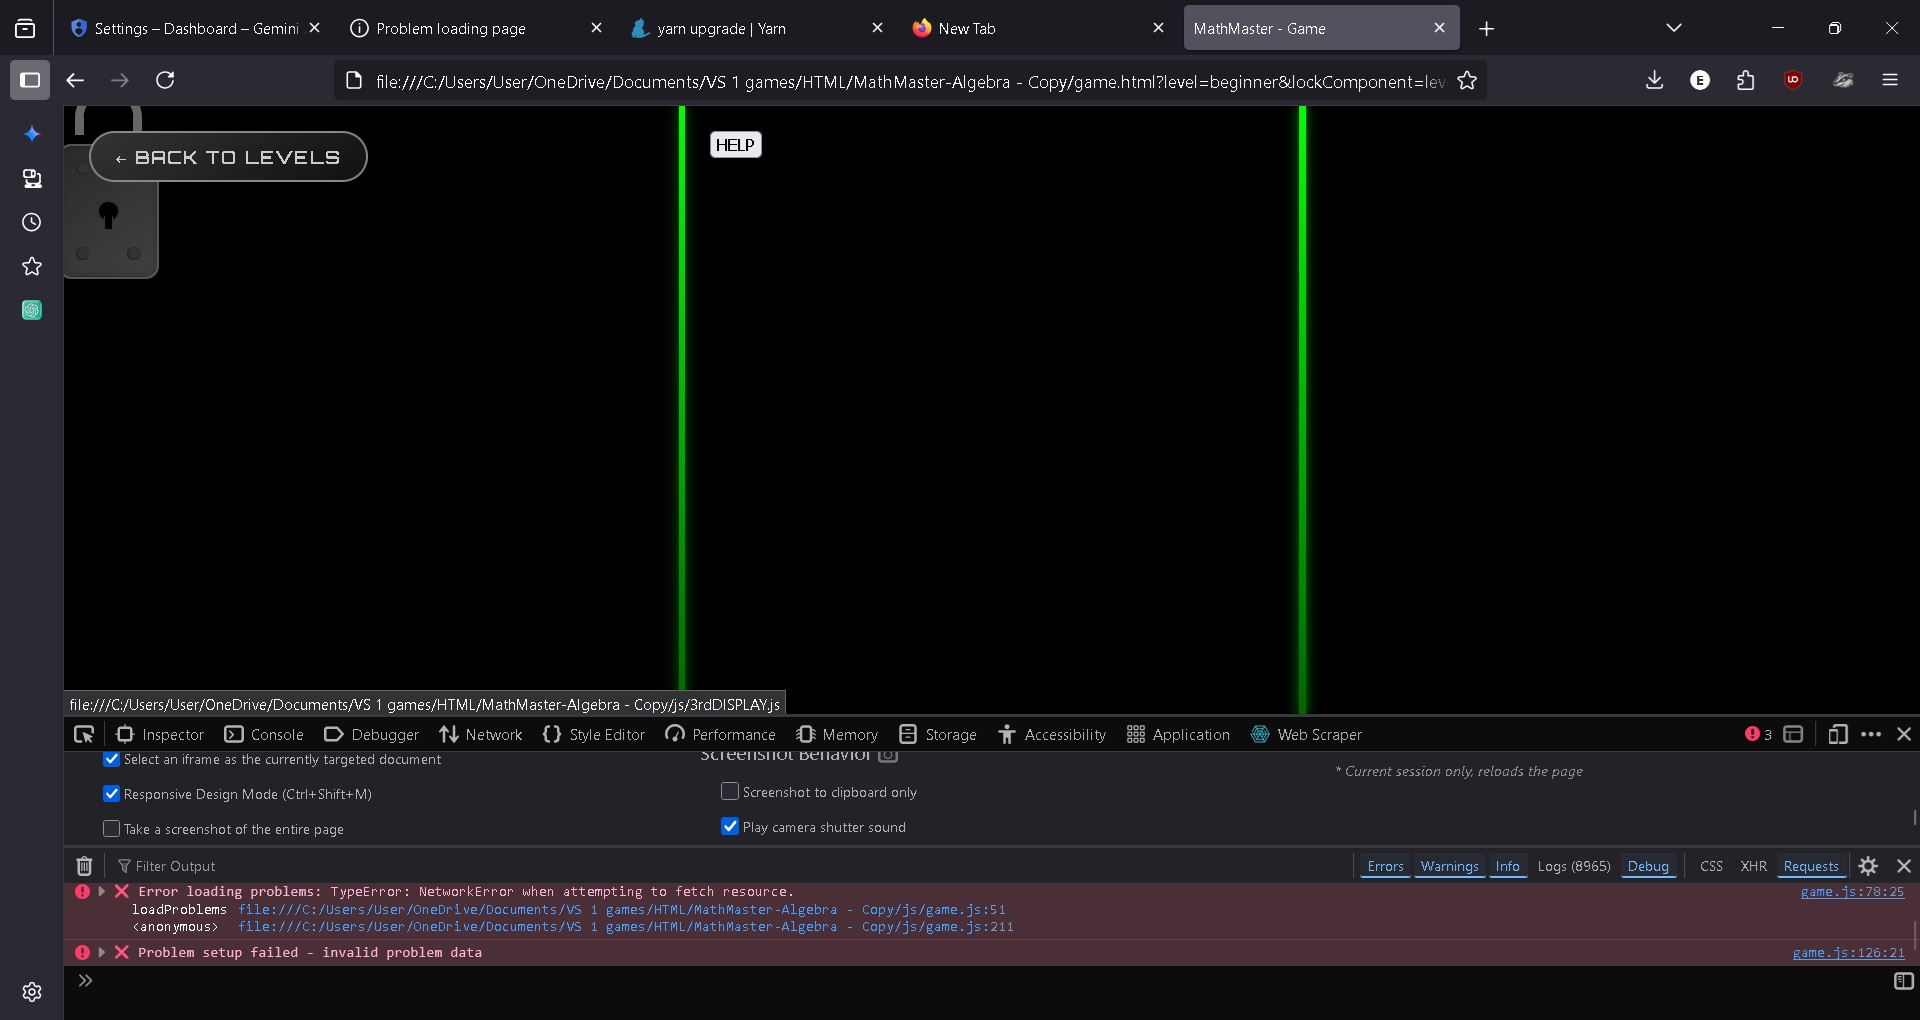 Settings – Dashboard – Gemini
Problem loading page
yarn upgrade | Yarn
New Tab
MathMaster - Game
file:///C:/Users/User/OneDrive/Documents/VS 1 games/HTML/MathMaster-Algebra - Copy/game.html?level=beginner&lockComponent=lev
E
← BACK TO LEVELS
HELP
file:///C:/Users/User/OneDrive/Documents/VS 1 games/HTML/MathMaster-Algebra - Copy/js/3rdDISPLAY.js
Inspector Console Debugger Network Style Editor Performance Memory Storage Accessibility Application Web Scraper 3
Select an iframe as the currently targeted document
Responsive Design Mode (Ctrl+Shift+M)
Take a screenshot of the entire page
Screenshot Behavior
Screenshot to clipboard only
Play camera shutter sound
* Current session only, reloads the page
Filter Output Errors Warnings Info Logs (8965) Debug CSS XHR Requests
Error loading problems: TypeError: NetworkError when attempting to fetch resource. game.js:78:25
loadProblems file:///C:/Users/User/OneDrive/Documents/VS 1 games/HTML/MathMaster-Algebra - Copy/js/game.js:51
<anonymous> file:///C:/Users/User/OneDrive/Documents/VS 1 games/HTML/MathMaster-Algebra - Copy/js/game.js:211
Problem setup failed - invalid problem data game.js:126:21